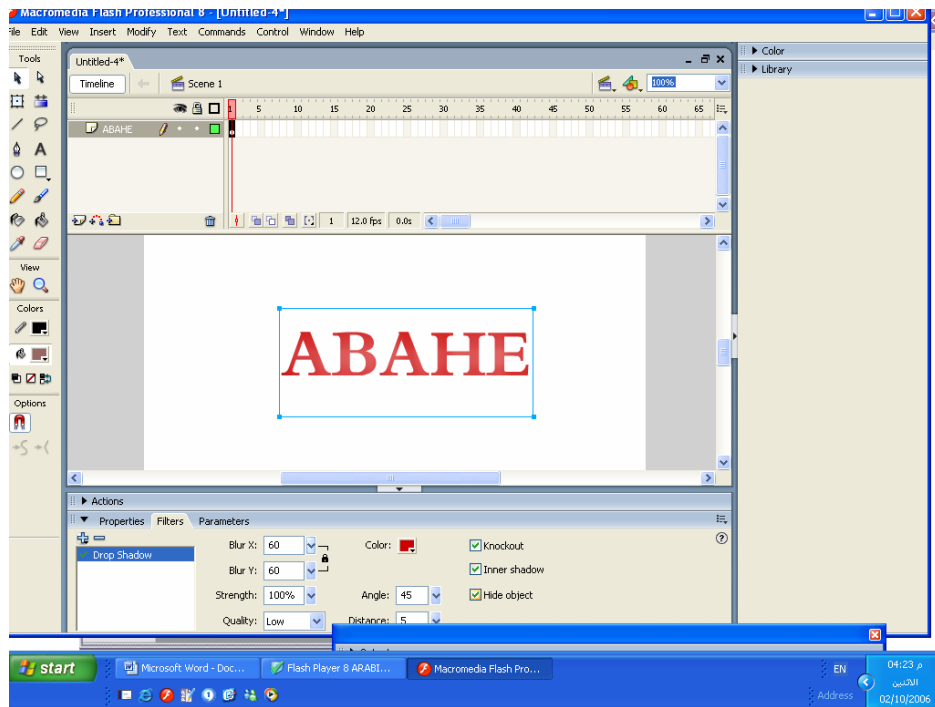 Macromedia Flash Professional 8 - [Untitled-4*]
File Edit View Insert Modify Text Commands Control Window Help
Tools
Untitled-4*
Color
Library
Timeline Scene 1 100%
1 5 10 15 20 25 30 35 40 45 50 55 60 65
ABAHE
1 12.0 fps 0.0s
View
Colors
Options
ABAHE
Actions
Properties Filters Parameters
Drop Shadow
Blur X: 60 Color: Knockout
Blur Y: 60 Inner shadow
Strength: 100% Angle: 45 Hide object
Quality: Low Distance: 5
start Microsoft Word - Doc... Flash Player 8 ARABI... Macromedia Flash Pro... EN 04:23 م
الاثنين
Address 02/10/2006